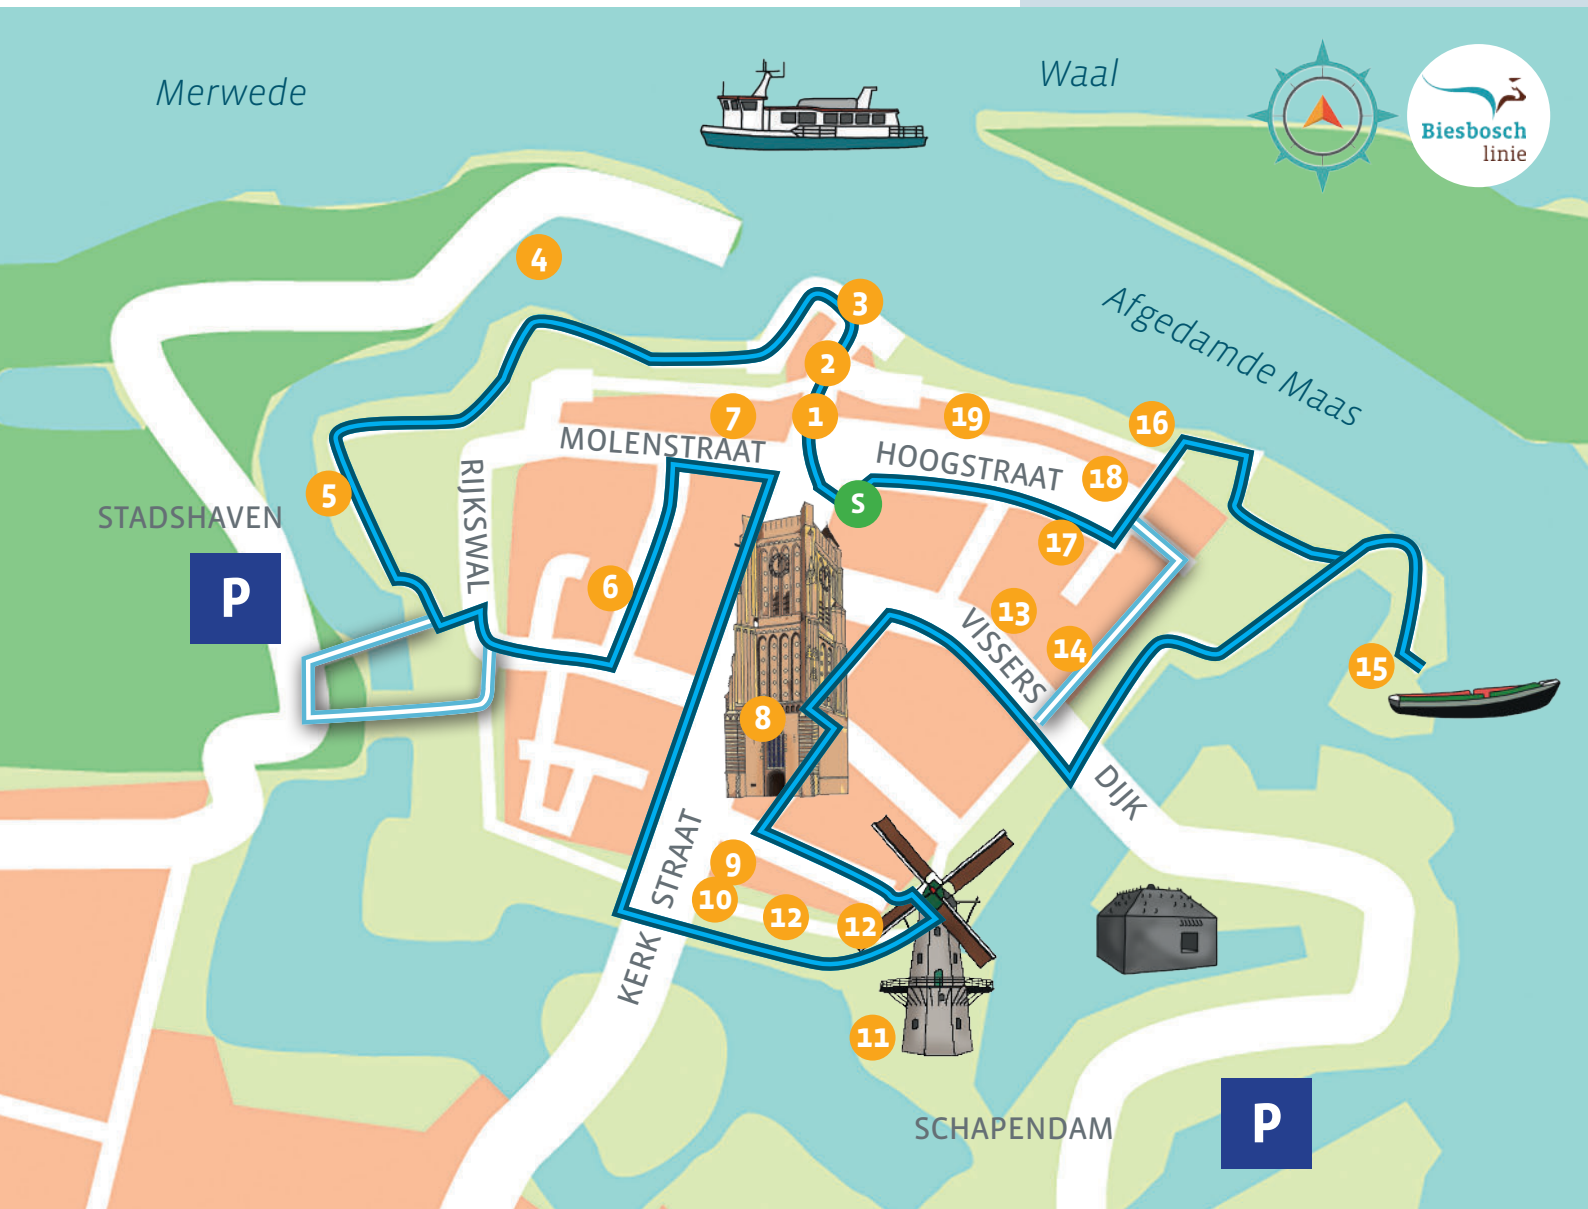 Merwede
Waal
Biesbosch
linie
4
3
Afgedamde Maas
2
7
1
19
16
MOLENSTRAAT
HOOGSTRAAT
18
RIJKSWAL
5
S
STADSHAVEN
17
P
6
13
VISSERS
14
15
8
DIJK
STRAAT
9
10
12
12
KERK
11
SCHAPENDAM
P